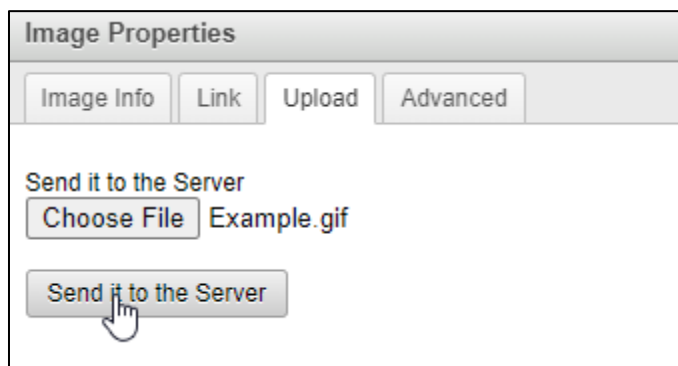 Image Properties
Image Info Link Upload Advanced
Send it to the Server
Choose File Example.gif
Send it to the Server